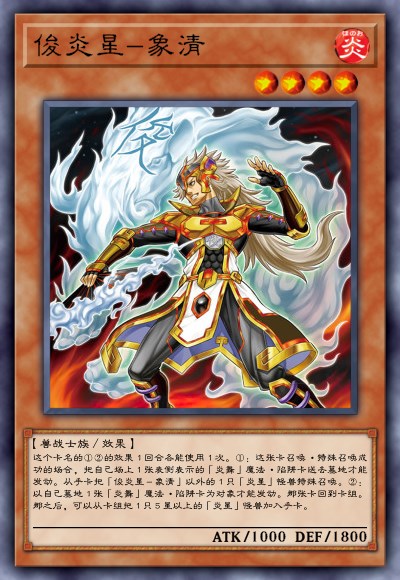 俊炎星-象清
ほのお
炎
俊
【兽战士族/效果】
这个卡名的①②的效果1回合各能使用1次。①：这张卡召唤·特殊召唤成
功的场合，把自己场上1张表侧表示的「炎舞」魔法·陷阱卡送去墓地才能
发动。从手卡把「俊炎星-象清」以外的1只「炎星」怪兽特殊召唤。②：
以自己墓地1张「炎舞」魔法·陷阱卡为对象才能发动。那张卡回到卡组。
那之后，可以从卡组把1只5星以上的「炎星」怪兽加入手卡。
ATK/1000 DEF/1800